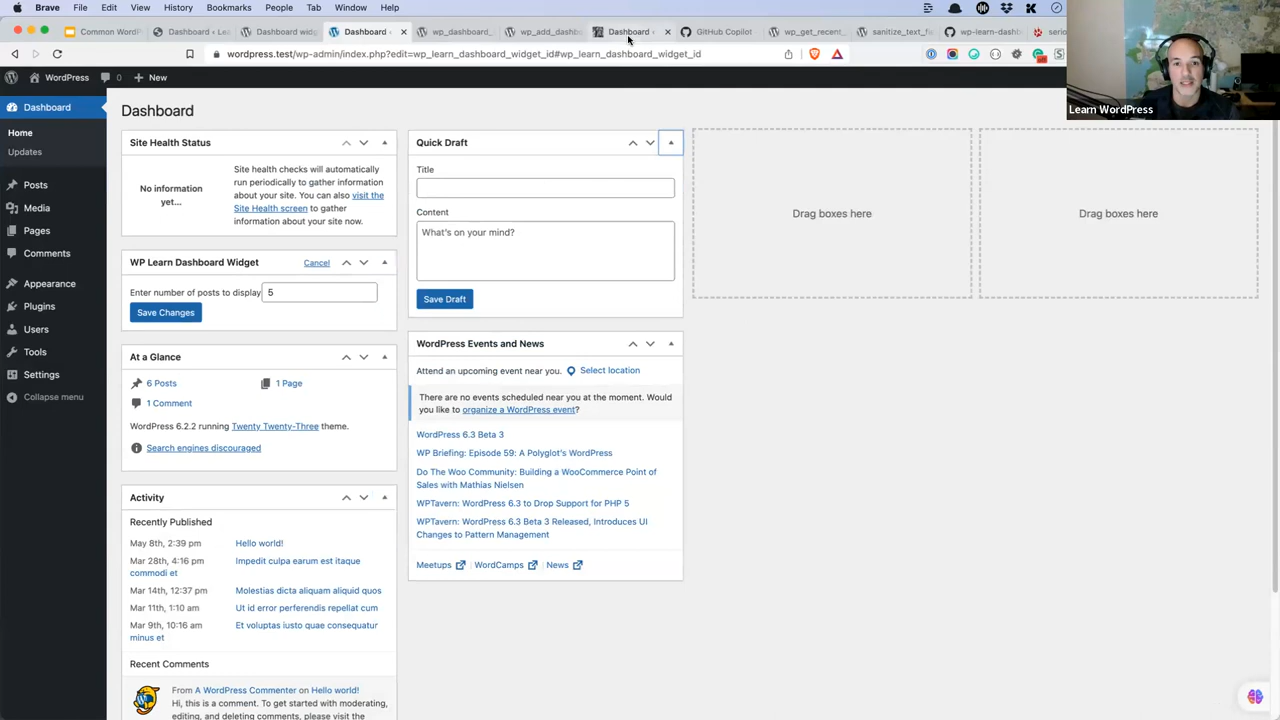 Brave File Edit View History Bookmarks People Tab Window Help
Common WordP
Dashboard ‹ L
Dashboard widg
Dashboard ‹
wp_dashboard_
wp_add_dashbo
Dashboard ‹
GitHub Copilot
wp_get_recent_
sanitize_text_fi
wp-learn-dashb
wordpress.test/wp-admin/index.php?edit=wp_learn_dashboard_widget_id#wp_learn_dashboard_widget_id
WordPress 0 + New
Learn WordPress
Dashboard
Home
Updates
Posts
Media
Pages
Comments
Appearance
Plugins
Users
Tools
Settings
Collapse menu
Dashboard
Site Health Status
No information
yet...
Site health checks will automatically
run periodically to gather information
about your site. You can also visit the
Site Health screen to gather
information about your site now.
WP Learn Dashboard Widget Cancel
Enter number of posts to display 5
Save Changes
At a Glance
6 Posts
1 Page
1 Comment
WordPress 6.2.2 running Twenty Twenty-Three theme.
Search engines discouraged
Activity
Recently Published
May 8th, 2:39 pm Hello world!
Mar 28th, 4:16 pm Impedit culpa earum est itaque
commodi et
Mar 14th, 12:37 pm Molestias dicta aliquam aliquid quos
Mar 11th, 1:10 am Ut id error perferendis repellat cum
Mar 9th, 10:16 am Et voluptas iusto quae consequatur
minus et
Recent Comments
From A WordPress Commenter on Hello world!
Hi, this is a comment. To get started with moderating,
editing, and deleting comments, please visit the
Quick Draft
Title
Content
What's on your mind?
Save Draft
WordPress Events and News
Attend an upcoming event near you. Select location
There are no events scheduled near you at the moment. Would
you like to organize a WordPress event?
WordPress 6.3 Beta 3
WP Briefing: Episode 59: A Polyglot's WordPress
Do The Woo Community: Building a WooCommerce Point of
Sales with Mathias Nielsen
WPTavern: WordPress 6.3 to Drop Support for PHP 5
WPTavern: WordPress 6.3 Beta 3 Released, Introduces UI
Changes to Pattern Management
Meetups WordCamps News
Drag boxes here
Drag boxes here